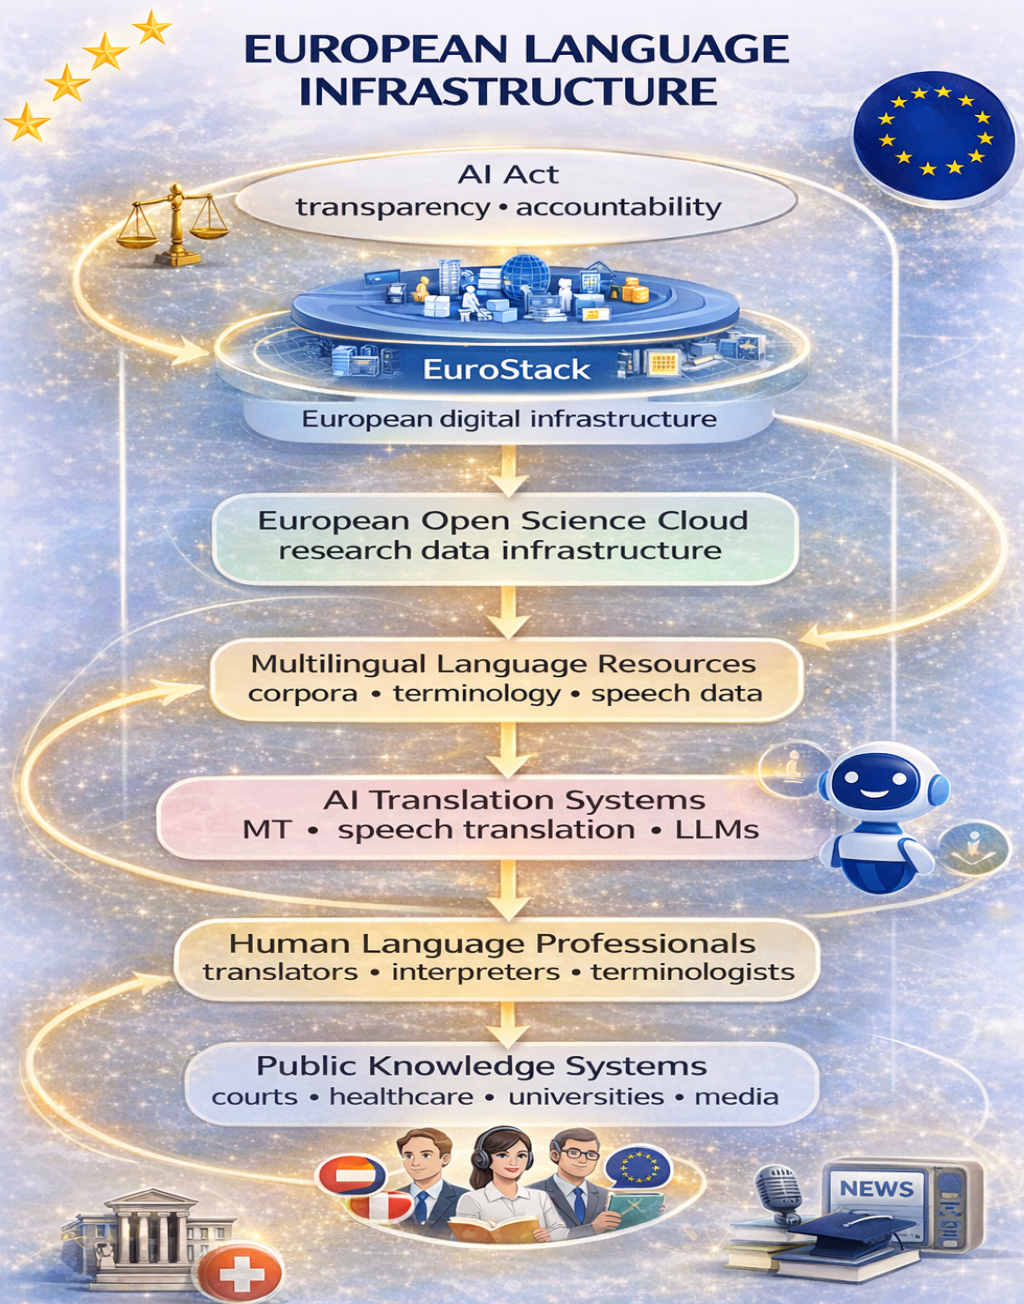 EUROPEAN LANGUAGE
INFRASTRUCTURE
AI Act
transparency • accountability
EuroStack
European digital infrastructure
European Open Science Cloud
research data infrastructure
Multilingual Language Resources
corpora • terminology • speech data
AI Translation Systems
MT • speech translation • LLMs
Human Language Professionals
translators • interpreters • terminologists
Public Knowledge Systems
courts • healthcare • universities • media
NEWS